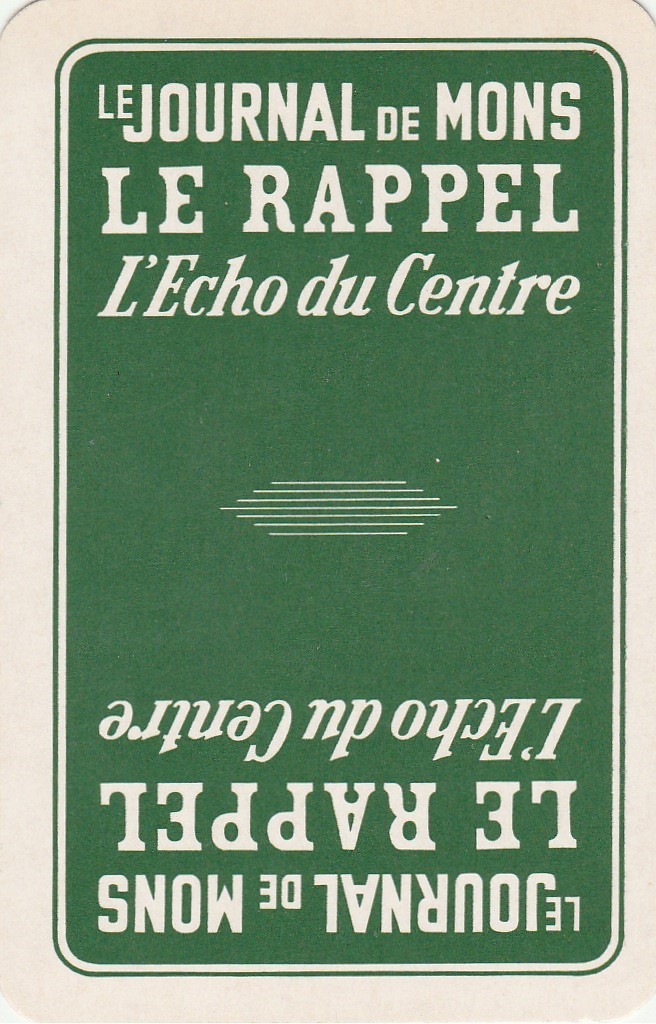 LE JOURNAL DE MONS
LE RAPPEL
L'Echo du Centre
L'Echo du Centre
LE RAPPEL
LE JOURNAL DE MONS